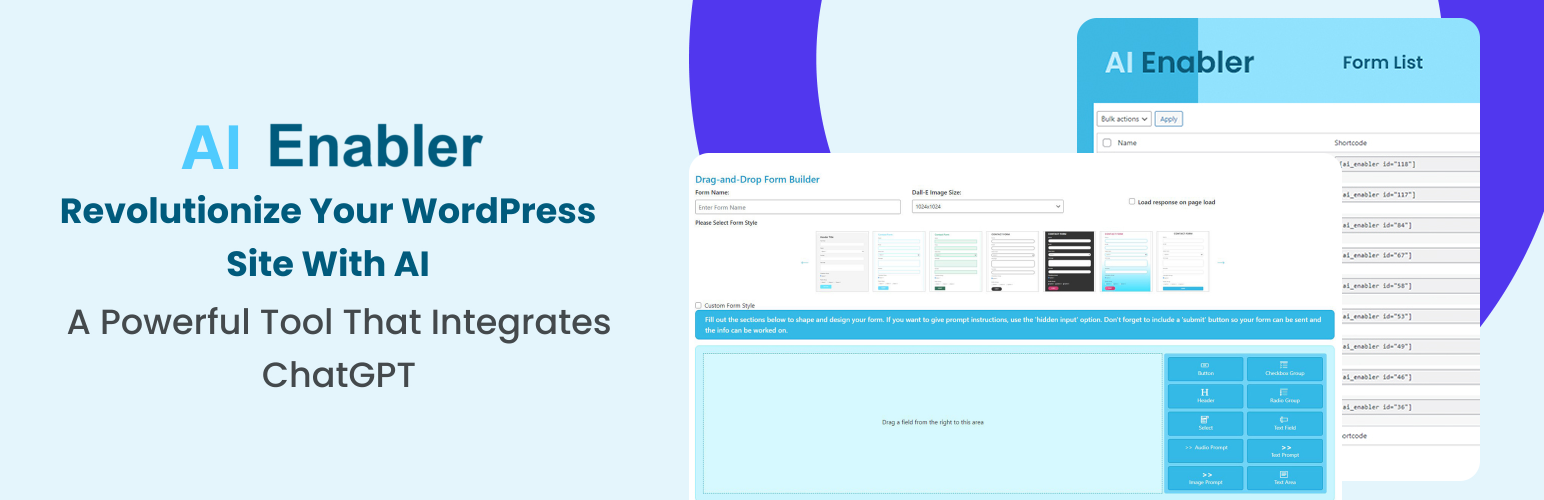 AI Enabler
Revolutionize Your WordPress
Site With AI
A Powerful Tool That Integrates
ChatGPT
AI Enabler
Form List
Bulk actions
Apply
Name
Shortcode
ai_enabler id="118"]
ai_enabler id="117"]
ai_enabler id="84"]
ai_enabler id="67"]
ai_enabler id="58"]
ai_enabler id="53"]
ai_enabler id="49"]
ai_enabler id="46"]
ai_enabler id="36"]
ortcode
Drag-and-Drop Form Builder
Form Name:
Dall-E Image Size:
Enter Form Name
1024x1024
Load response on page load
Please Select Form Style
Custom Form Style
Fill out the sections below to shape and design your form. If you want to give prompt instructions, use the 'hidden input' option. Don't forget to include a 'submit' button so your form can be sent and
the info can be worked on.
Drag a field from the right to this area
Button
Checkbox Group
H
Header
Radio Group
Select
Text Field
>> Audio Prompt
>>
Text Prompt
>>
Image Prompt
Text Area